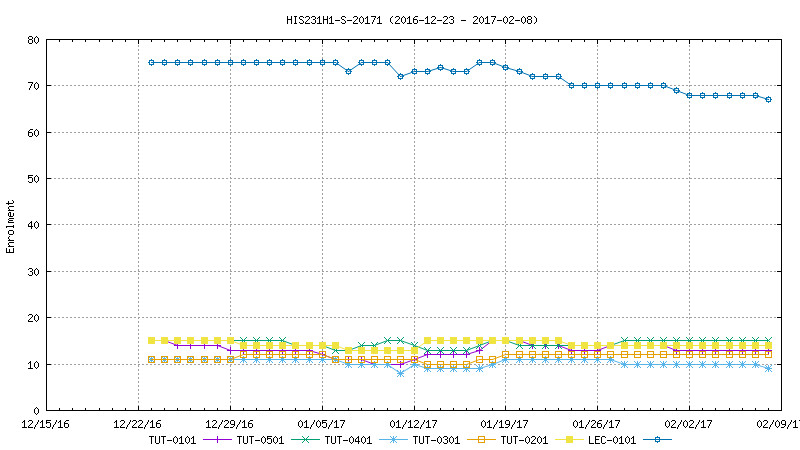 HIS231H1-S-20171 (2016-12-23 - 2017-02-08)
80
70
60
50
40
30
20
10
0
Enrolment
12/15/16 12/22/16 12/29/16 01/05/17 01/12/17 01/19/17 01/26/17 02/02/17 02/09/1
TUT-0101 TUT-0501 TUT-0401 TUT-0301 TUT-0201 LEC-0101